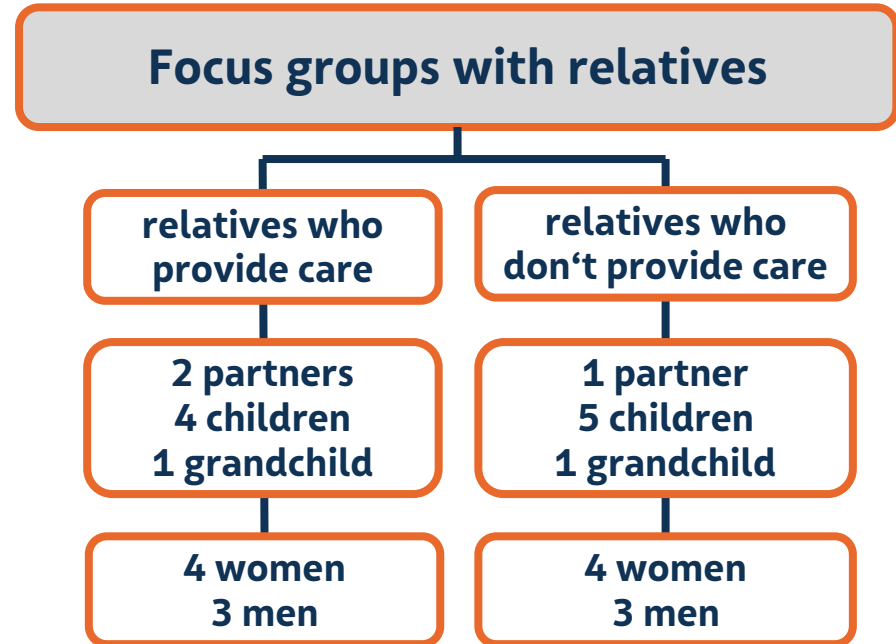 Focus groups with relatives
relatives who
provide care
relatives who
don‘t provide care
2 partners
4 children
1 grandchild
1 partner
5 children
1 grandchild
4 women
3 men
4 women
3 men